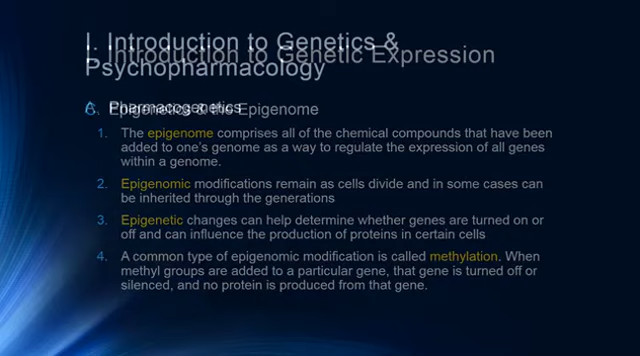 I. Introduction to Genetics &
I. Introduction to Genetic Expression
Psychopharmacology
A. Pharmacogenetics
Epigenetics & the Epigenome
1. The epigenome comprises all of the chemical compounds that have been
added to one’s genome as a way to regulate the expression of all genes
within a genome.
2. Epigenomic modifications remain as cells divide and in some cases can
be inherited through the generations
3. Epigenetic changes can help determine whether genes are turned on or
off and can influence the production of proteins in certain cells
4. A common type of epigenomic modification is called methylation. When
methyl groups are added to a particular gene, that gene is turned off or
silenced, and no protein is produced from that gene.